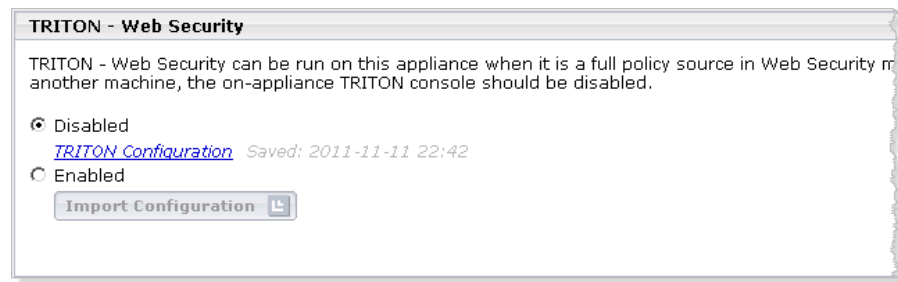 TRITON - Web Security
TRITON - Web Security can be run on this appliance when it is a full policy source in Web Security
another machine, the on-appliance TRITON console should be disabled.
Disabled
TRITON Configuration Saved: 2011-11-11 22:42
Enabled
Import Configuration